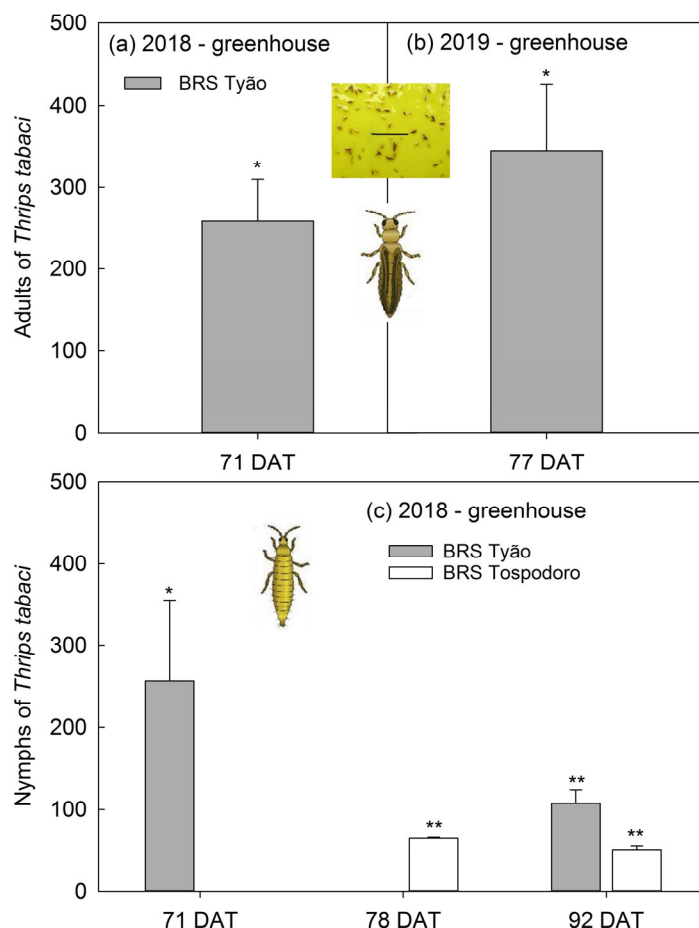 500
(a) 2018 - greenhouse
(b) 2019 - greenhouse
BRS Tyão
*
*
400
300
200
100
0
Adults of Thrips tabaci
71 DAT
77 DAT
500
(c) 2018 - greenhouse
BRS Tyão
BRS Tospodoro
*
400
300
200
100
0
**
**
**
Nymphs of Thrips tabaci
71 DAT
78 DAT
92 DAT